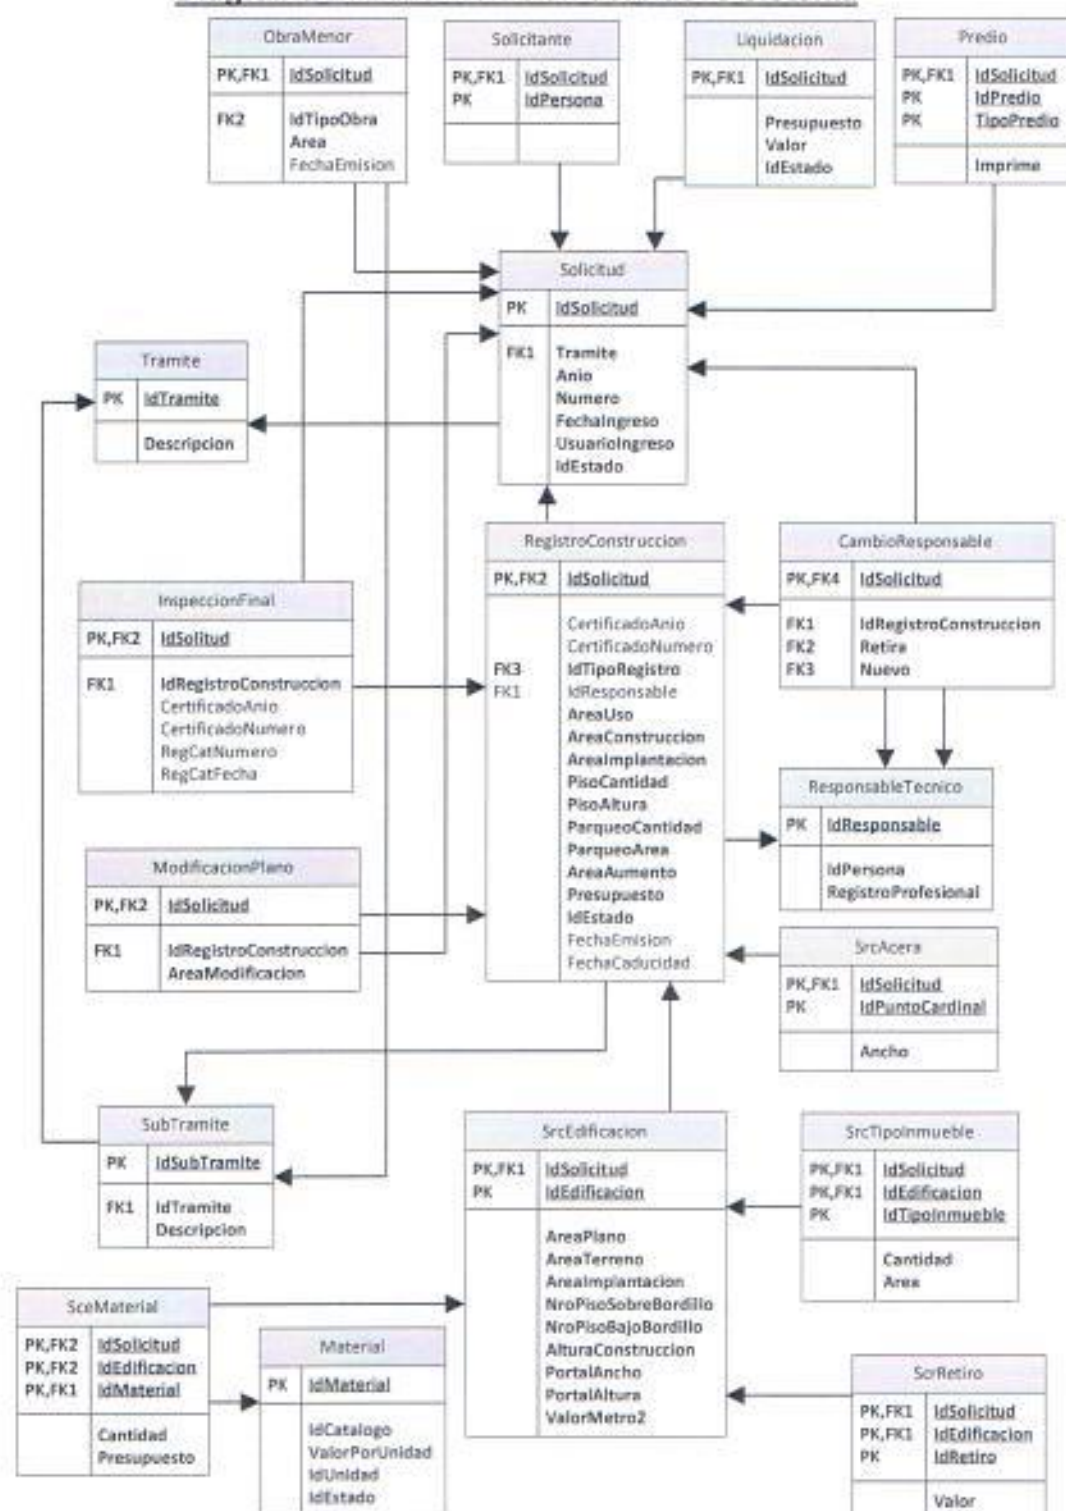 ObraMenor
PK,FK1 IdSolicitud
FK2 IdTipoObra
Area
FechaEmision
Solicitante
PK,FK1 IdSolicitud
PK IdPersona
Liquidacion
PK,FK1 IdSolicitud
Presupuesto
Valor
IdEstado
Predio
PK,FK1 IdSolicitud
PK IdPredio
PK TipoPredio
Imprime
Solicitud
PK IdSolicitud
FK1 Tramite
Anio
Numero
FechaIngreso
UsuarioIngreso
IdEstado
Tramite
PK IdTramite
Descripcion
RegistroConstruccion
PK,FK2 IdSolicitud
CertificadoAnio
CertificadoNumero
FK3 IdTipoRegistro
FK1 IdResponsable
AreaUso
AreaConstruccion
AreaImplantacion
PisoCantidad
PisoAltura
ParqueoCantidad
ParqueoArea
AreaAumento
Presupuesto
IdEstado
FechaEmision
FechaCaducidad
CambioResponsable
PK,FK4 IdSolicitud
FK1 IdRegistroConstruccion
FK2 Retira
FK3 Nuevo
InspeccionFinal
PK,FK2 IdSolitud
FK1 IdRegistroConstruccion
CertificadoAnio
CertificadoNumero
RegCatNumero
RegCatFecha
ResponsableTecnico
PK IdResponsable
IdPersona
RegistroProfesional
ModificacionPlano
PK,FK2 IdSolicitud
FK1 IdRegistroConstruccion
AreaModificacion
SrcAcera
PK,FK1 IdSolicitud
PK IdPuntoCardinal
Ancho
SubTramite
PK IdSubTramite
FK1 IdTramite
Descripcion
SrcEdificacion
PK,FK1 IdSolicitud
PK IdEdificacion
AreaPlano
AreaTerreno
AreaImplantacion
NroPisoSobreBordillo
NroPisoBajoBordillo
AlturaConstruccion
PortalAncho
PortalAltura
ValorMetro2
SrcTipoInmueble
PK,FK1 IdSolicitud
PK,FK1 IdEdificacion
PK IdTipoInmueble
Cantidad
Area
SceMaterial
PK,FK2 IdSolicitud
PK,FK2 IdEdificacion
PK,FK1 IdMaterial
Cantidad
Presupuesto
Material
PK IdMaterial
IdCatalogo
ValorPorUnidad
IdUnidad
IdEstado
ScrRetiro
PK,FK1 IdSolicitud
PK,FK1 IdEdificacion
PK IdRetiro
Valor